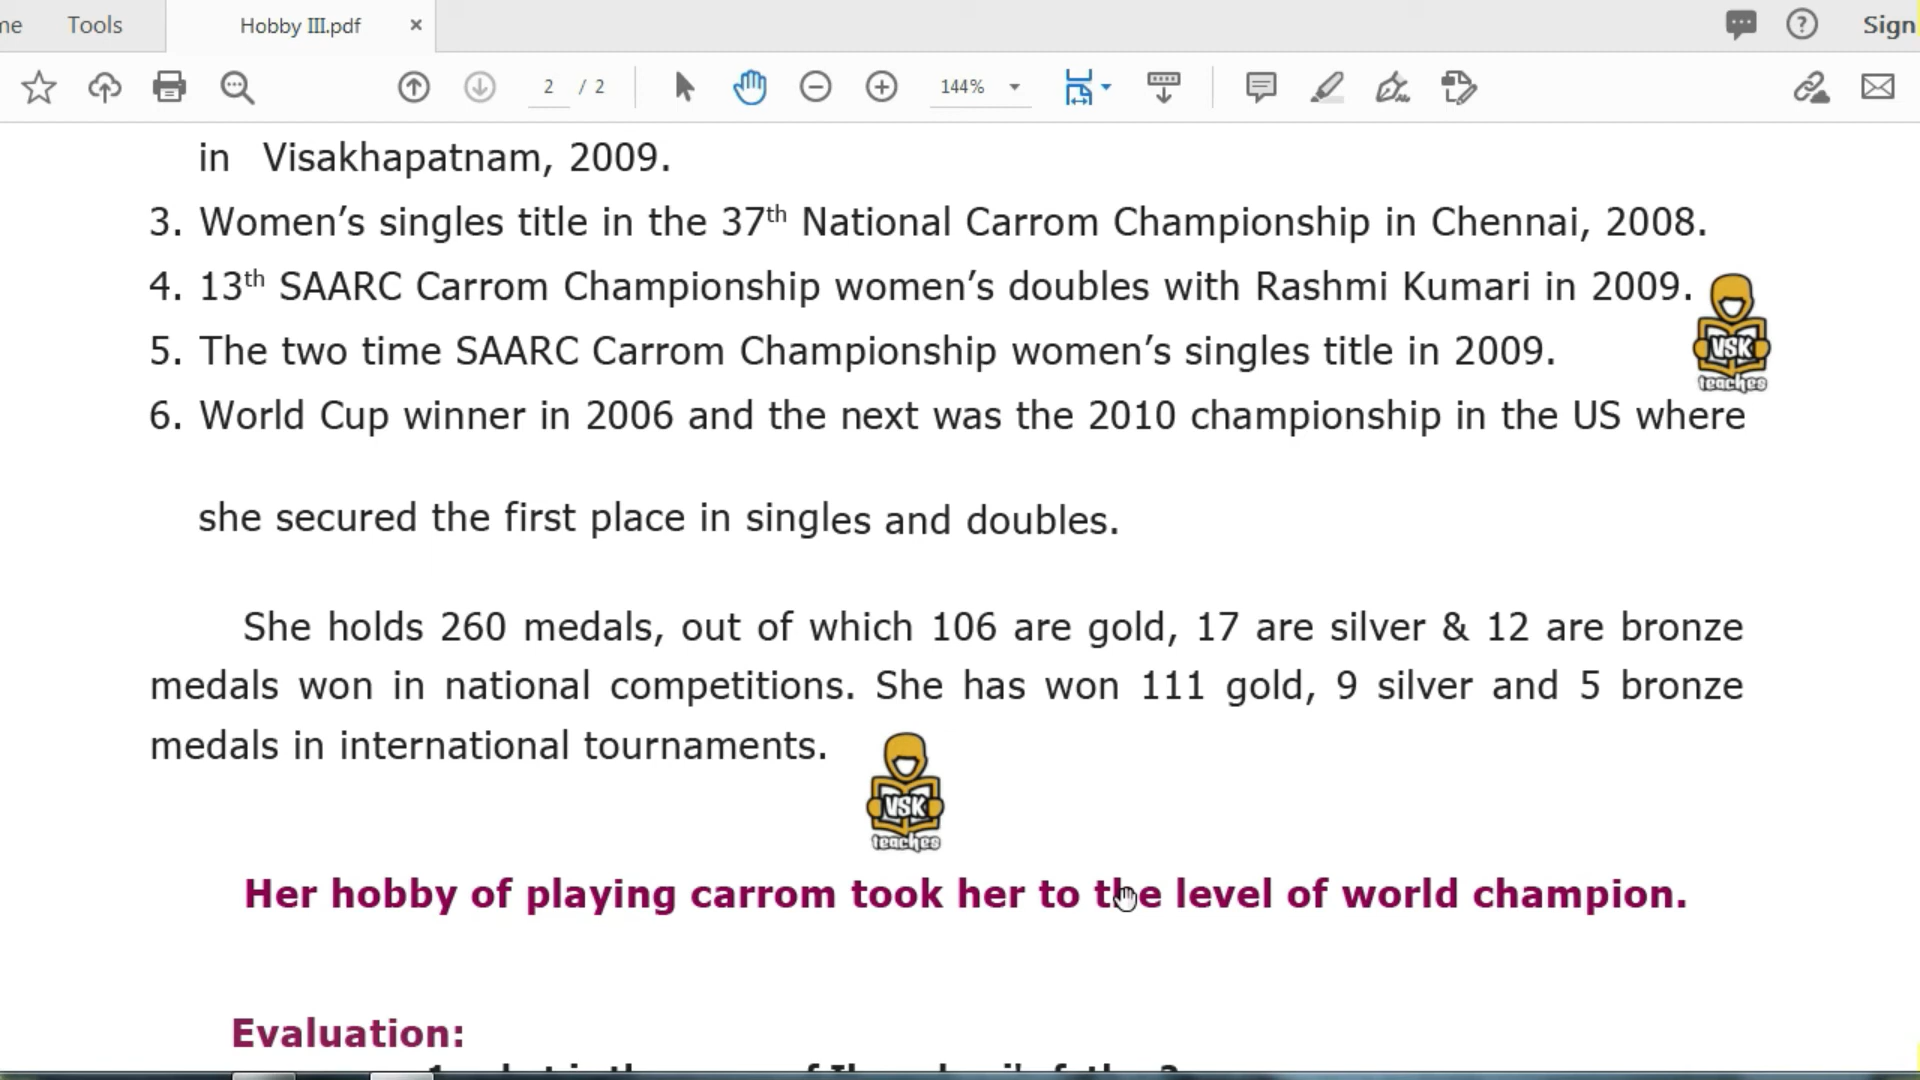 me Tools Hobby III.pdf × Sign
2 / 2 144%
in Visakhapatnam, 2009.
3. Women’s singles title in the 37th National Carrom Championship in Chennai, 2008.
4. 13th SAARC Carrom Championship women’s doubles with Rashmi Kumari in 2009.
5. The two time SAARC Carrom Championship women’s singles title in 2009.
VSK
teaches
6. World Cup winner in 2006 and the next was the 2010 championship in the US where
she secured the first place in singles and doubles.
She holds 260 medals, out of which 106 are gold, 17 are silver & 12 are bronze
medals won in national competitions. She has won 111 gold, 9 silver and 5 bronze
medals in international tournaments.
VSK
teaches
Her hobby of playing carrom took her to the level of world champion.
Evaluation: